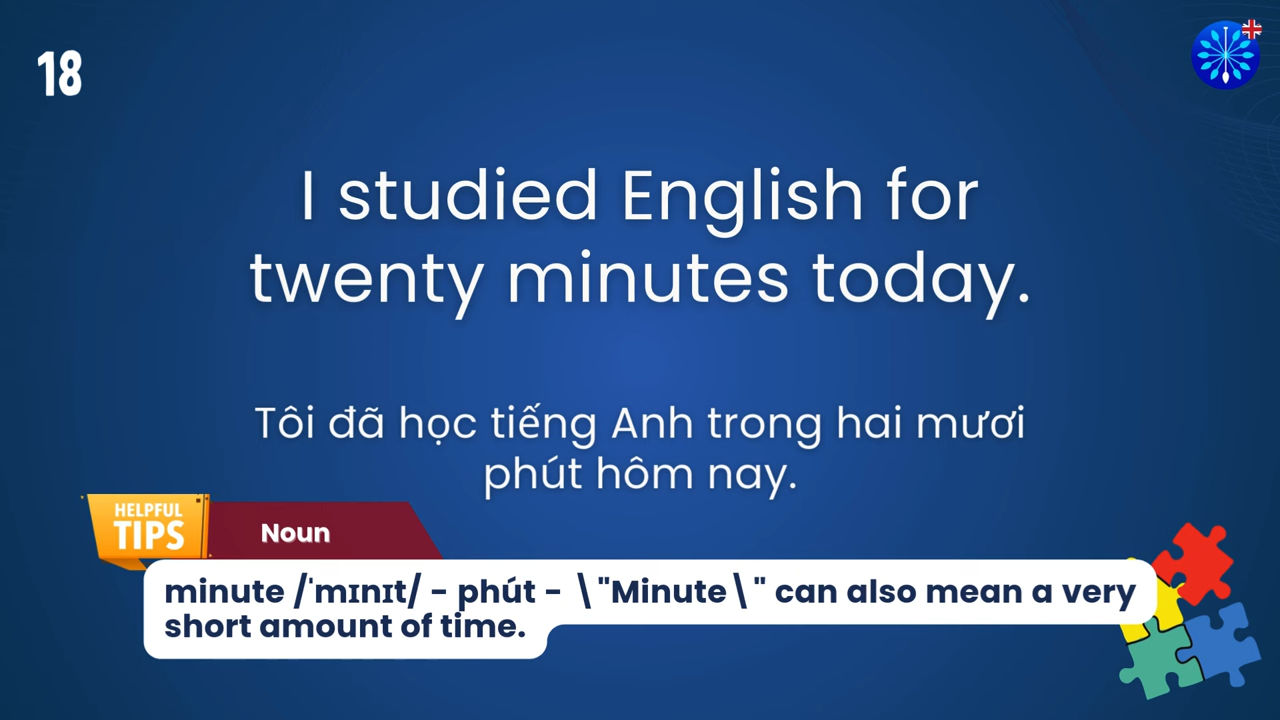 18
I studied English for
twenty minutes today.
Tôi đã học tiếng Anh trong hai mươi
phút hôm nay.
HELPFUL
TIPS
Noun
minute /ˈmɪnɪt/ - phút - \"Minute\" can also mean a very
short amount of time.